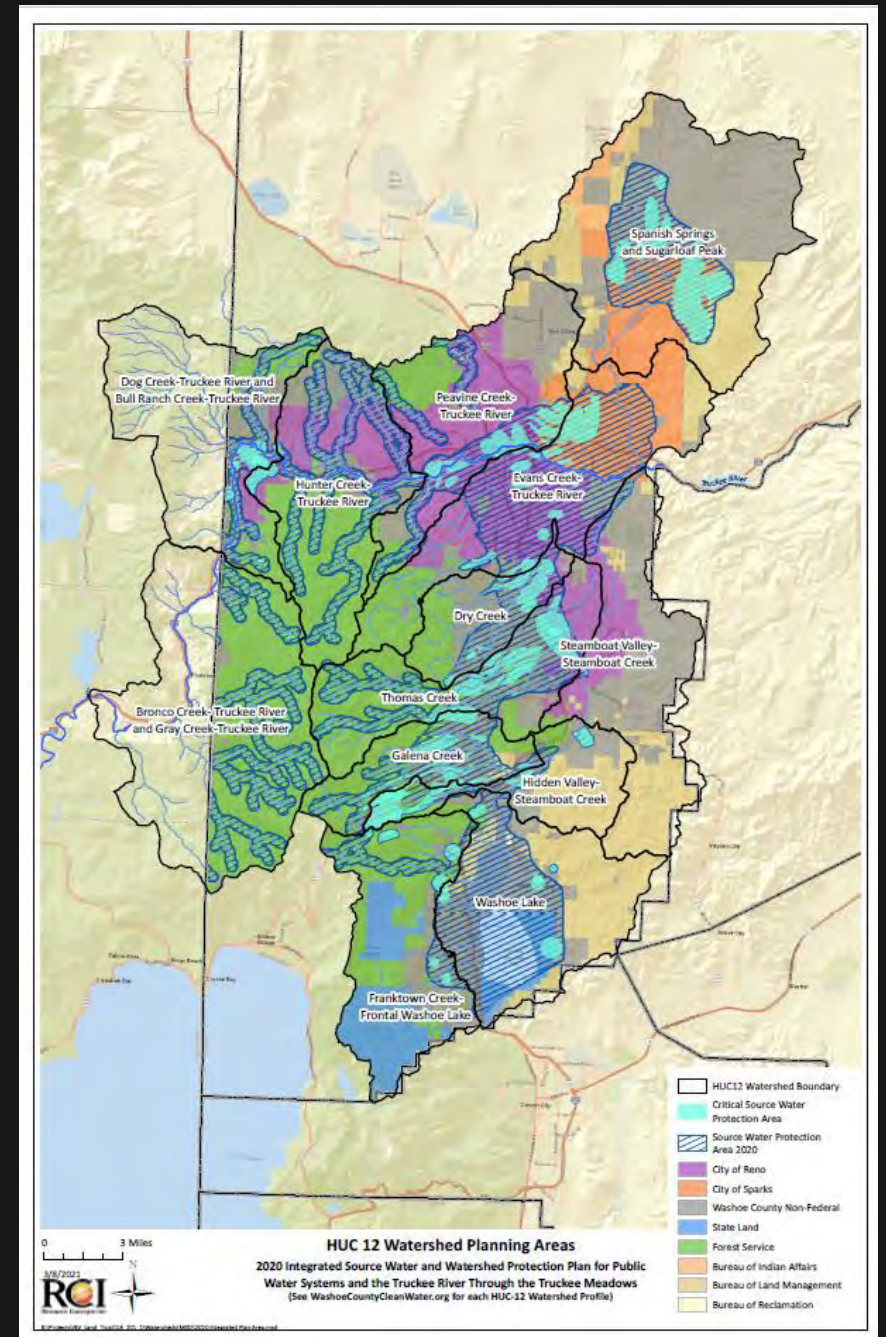 Spanish Springs
and Sugarloaf Peak
Dog Creek-Truckee River and
Bull Ranch Creek-Truckee River
Peavine Creek-
Truckee River
Hunter Creek-
Truckee River
Evans Creek-
Truckee River
Truckee River
Dry Creek
Steamboat Valley-
Steamboat Creek
Thomas Creek
Bronco Creek- Truckee River
and Gray Creek-Truckee River
Galena Creek
Hidden Valley-
Steamboat Creek
Washoe Lake
Franktown Creek-
Frontal Washoe Lake
Crystal Bay
Carson City
HUC12 Watershed Boundary
Critical Source Water
Protection Area
Source Water Protection
Area 2020
City of Reno
City of Sparks
Washoe County Non-Federal
State Land
Forest Service
Bureau of Indian Affairs
Bureau of Land Management
Bureau of Reclamation
0 3 Miles
N
3/8/2021
RCI
HUC 12 Watershed Planning Areas
2020 Integrated Source Water and Watershed Protection Plan for Public
Water Systems and the Truckee River Through the Truckee Meadows
(See WashoeCountyCleanWater.org for each HUC-12 Watershed Profile)